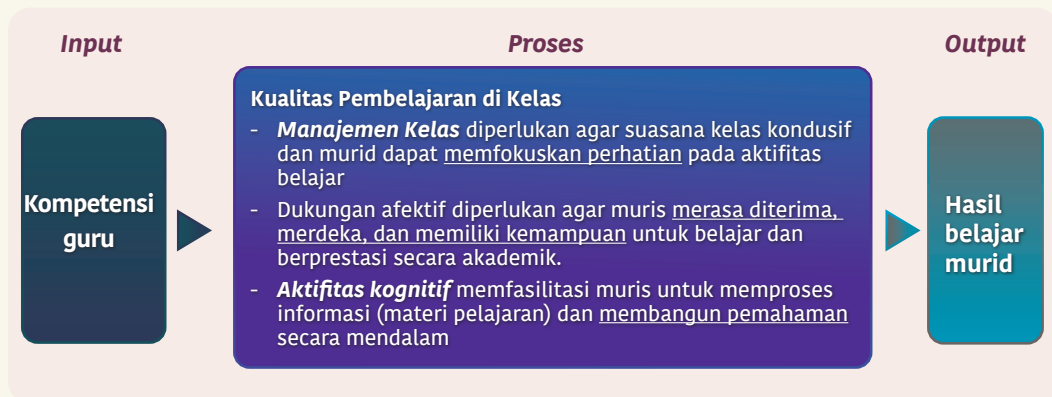 Input
Proses
Output
Kompetensi
guru
Kualitas Pembelajaran di Kelas
- Manajemen Kelas diperlukan agar suasana kelas kondusif
dan murid dapat memfokuskan perhatian pada aktifitas
belajar
- Dukungan afektif diperlukan agar muris merasa diterima,
merdeka, dan memiliki kemampuan untuk belajar dan
berprestasi secara akademik.
- Aktifitas kognitif memfasilitasi muris untuk memproses
informasi (materi pelajaran) dan membangun pemahaman
secara mendalam
Hasil
belajar
murid